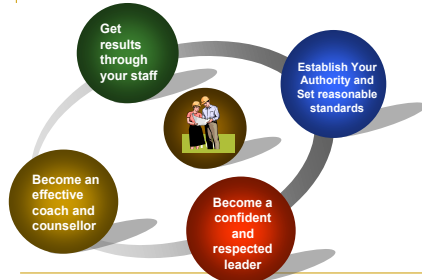 Get
results
through
your staff
Establish Your
Authority and
Set reasonable
standards
Become an
effective
coach and
counsellor
Become a
confident
and
respected
leader